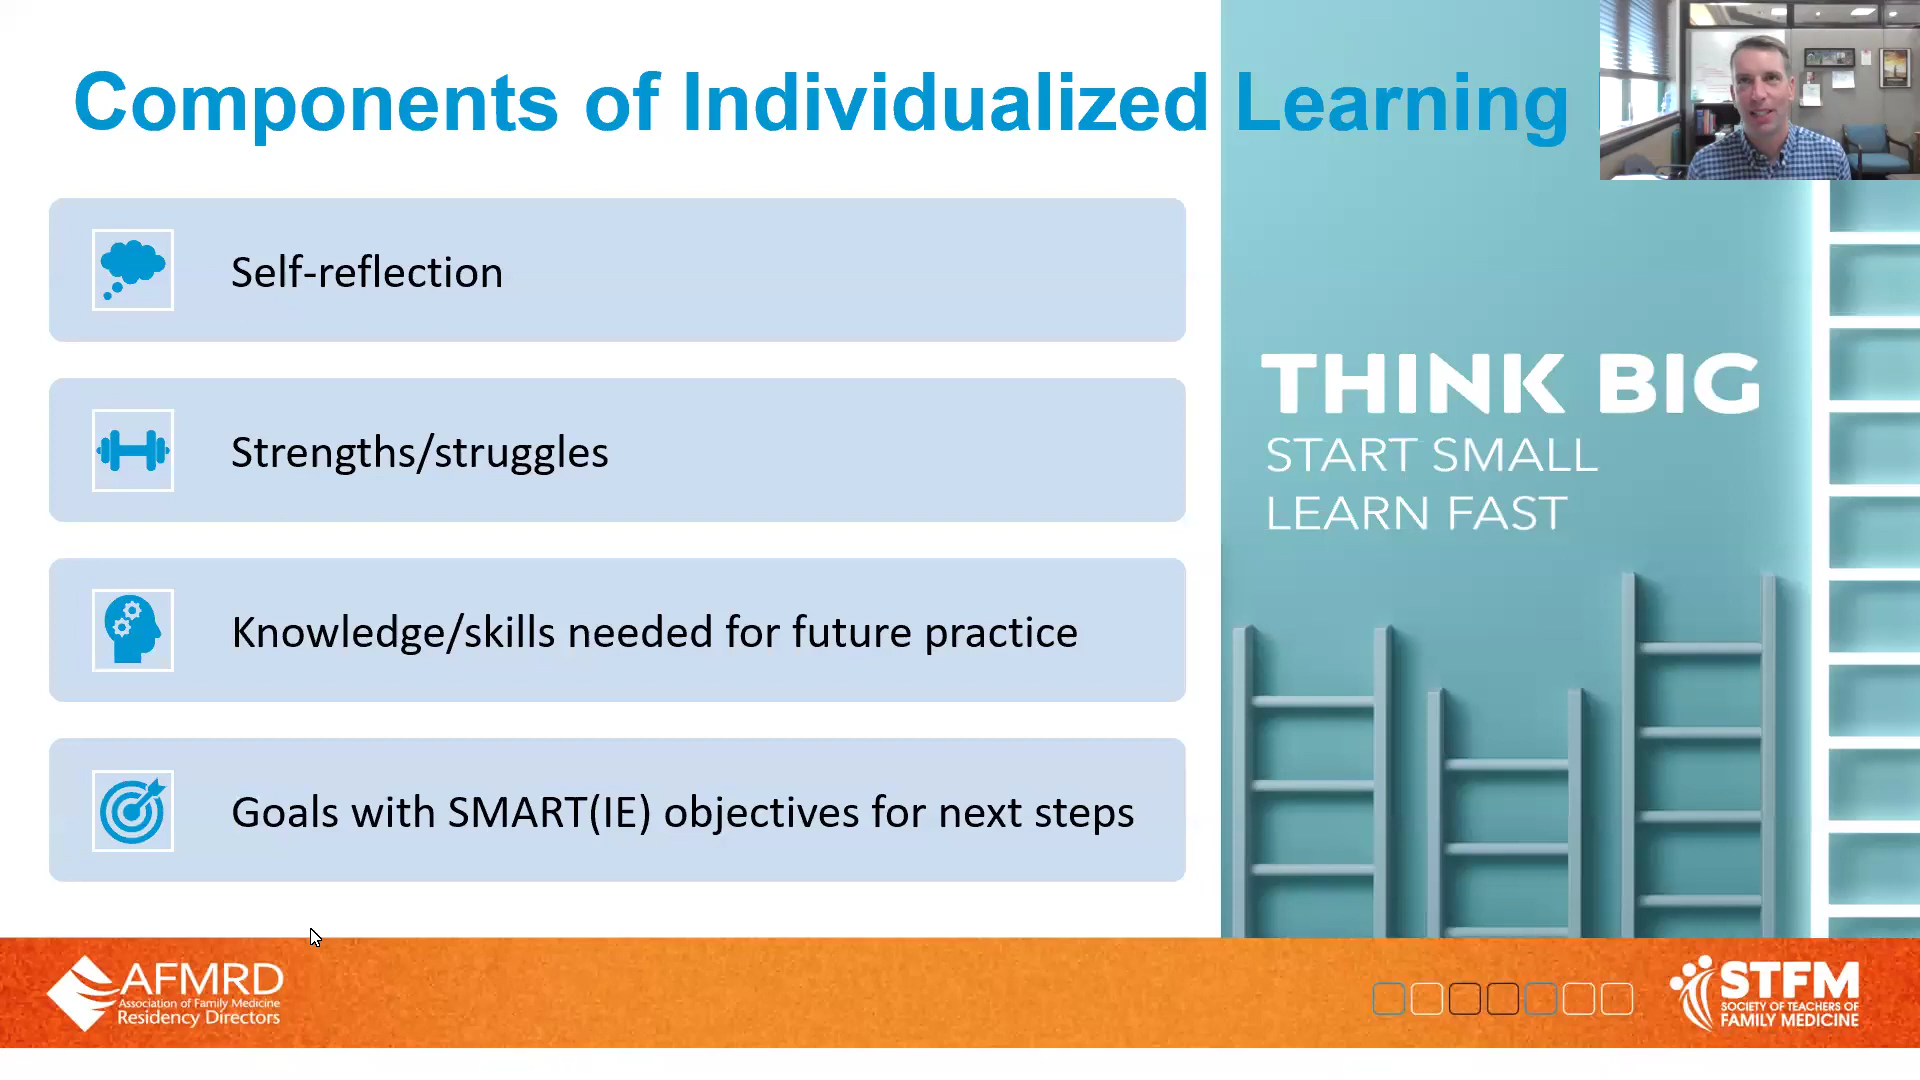 Components of Individualized Learning
Self-reflection
Strengths/struggles
Knowledge/skills needed for future practice
Goals with SMART(IE) objectives for next steps
THINK BIG
START SMALL
LEARN FAST
AFMRD
Association of Family Medicine
Residency Directors
STFM
SOCIETY OF TEACHERS OF
FAMILY MEDICINE